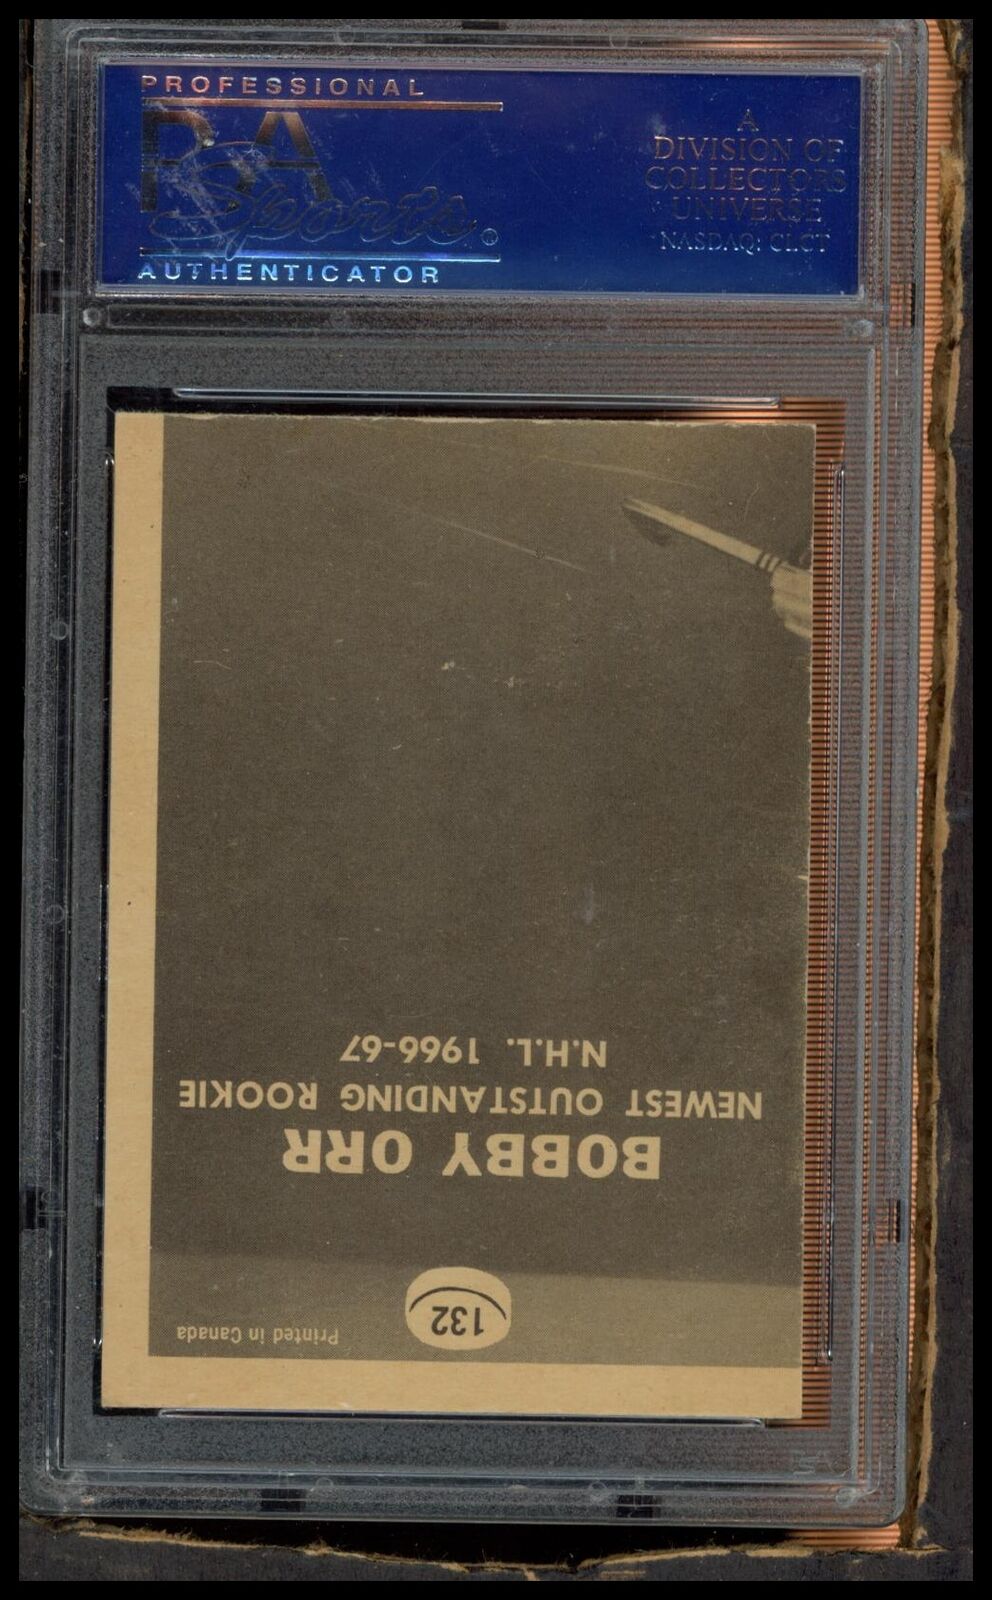 PROFESSIONAL
PSA
Sports®
AUTHENTICATOR
A
DIVISION OF
COLLECTORS
UNIVERSE
NASDAQ: CLCT
Printed in Canada
132
BOBBY ORR
NEWEST OUTSTANDING ROOKIE
N.H.L. 1966-67
PSA